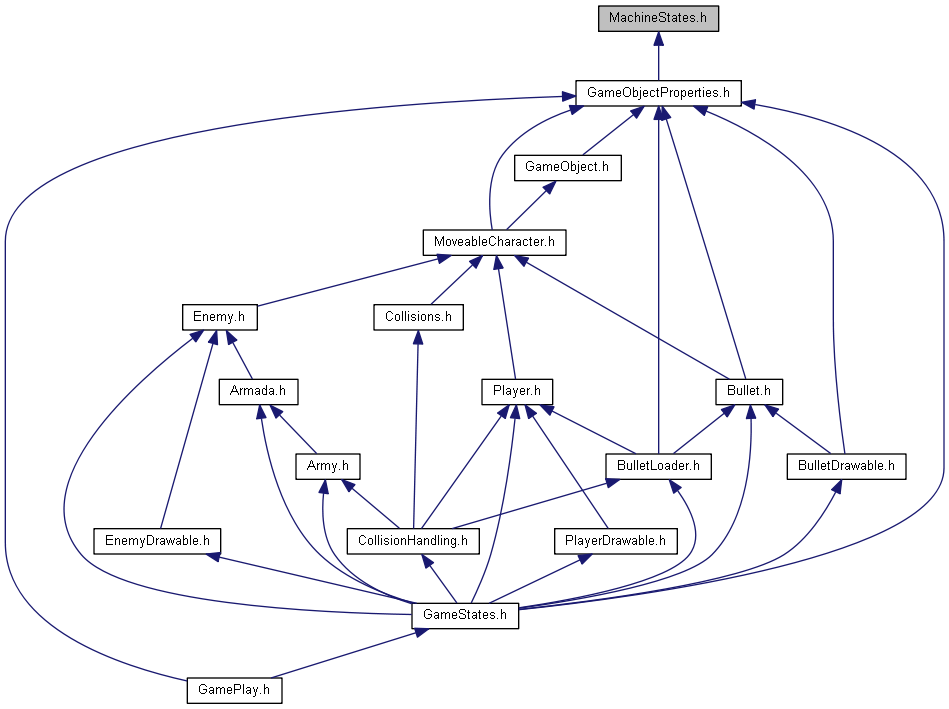 MachineStates.h
GameObjectProperties.h
GameObject.h
MoveableCharacter.h
Enemy.h
Collisions.h
Armada.h
Player.h
Bullet.h
Army.h
BulletLoader.h
BulletDrawable.h
EnemyDrawable.h
CollisionHandling.h
PlayerDrawable.h
GameStates.h
GamePlay.h